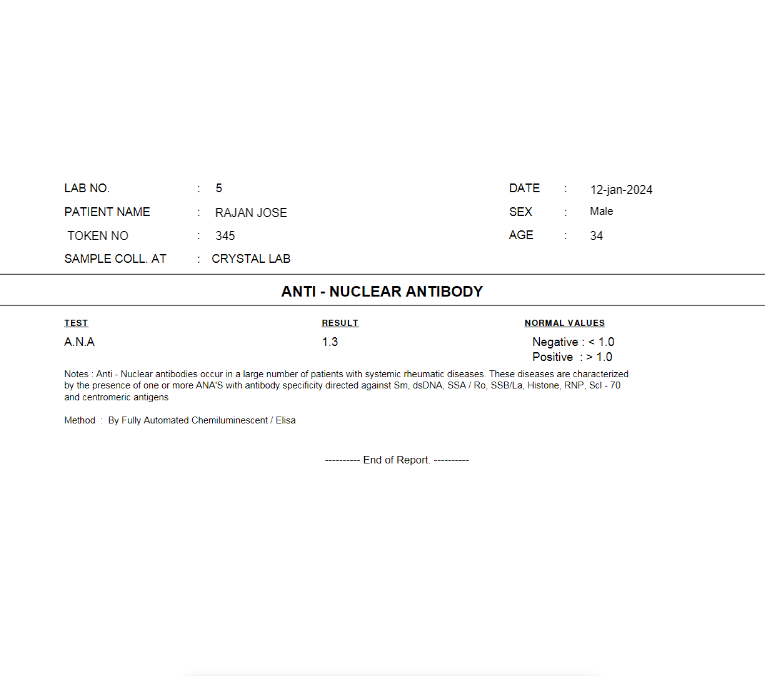 LAB NO. : 5 DATE : 12-jan-2024
PATIENT NAME : RAJAN JOSE SEX : Male
TOKEN NO : 345 AGE : 34
SAMPLE COLL. AT : CRYSTAL LAB
ANTI - NUCLEAR ANTIBODY
TEST RESULT NORMAL VALUES
A.N.A 1.3 Negative : < 1.0
Positive : > 1.0
Notes : Anti - Nuclear antibodies occur in a large number of patients with systemic rheumatic diseases. These diseases are characterized
by the presence of one or more ANA'S with antibody specificity directed against Sm, dsDNA, SSA / Ro, SSB/La, Histone, RNP, Scl - 70
and centromeric antigens
Method : By Fully Automated Chemiluminescent / Elisa
---------- End of Report. ----------